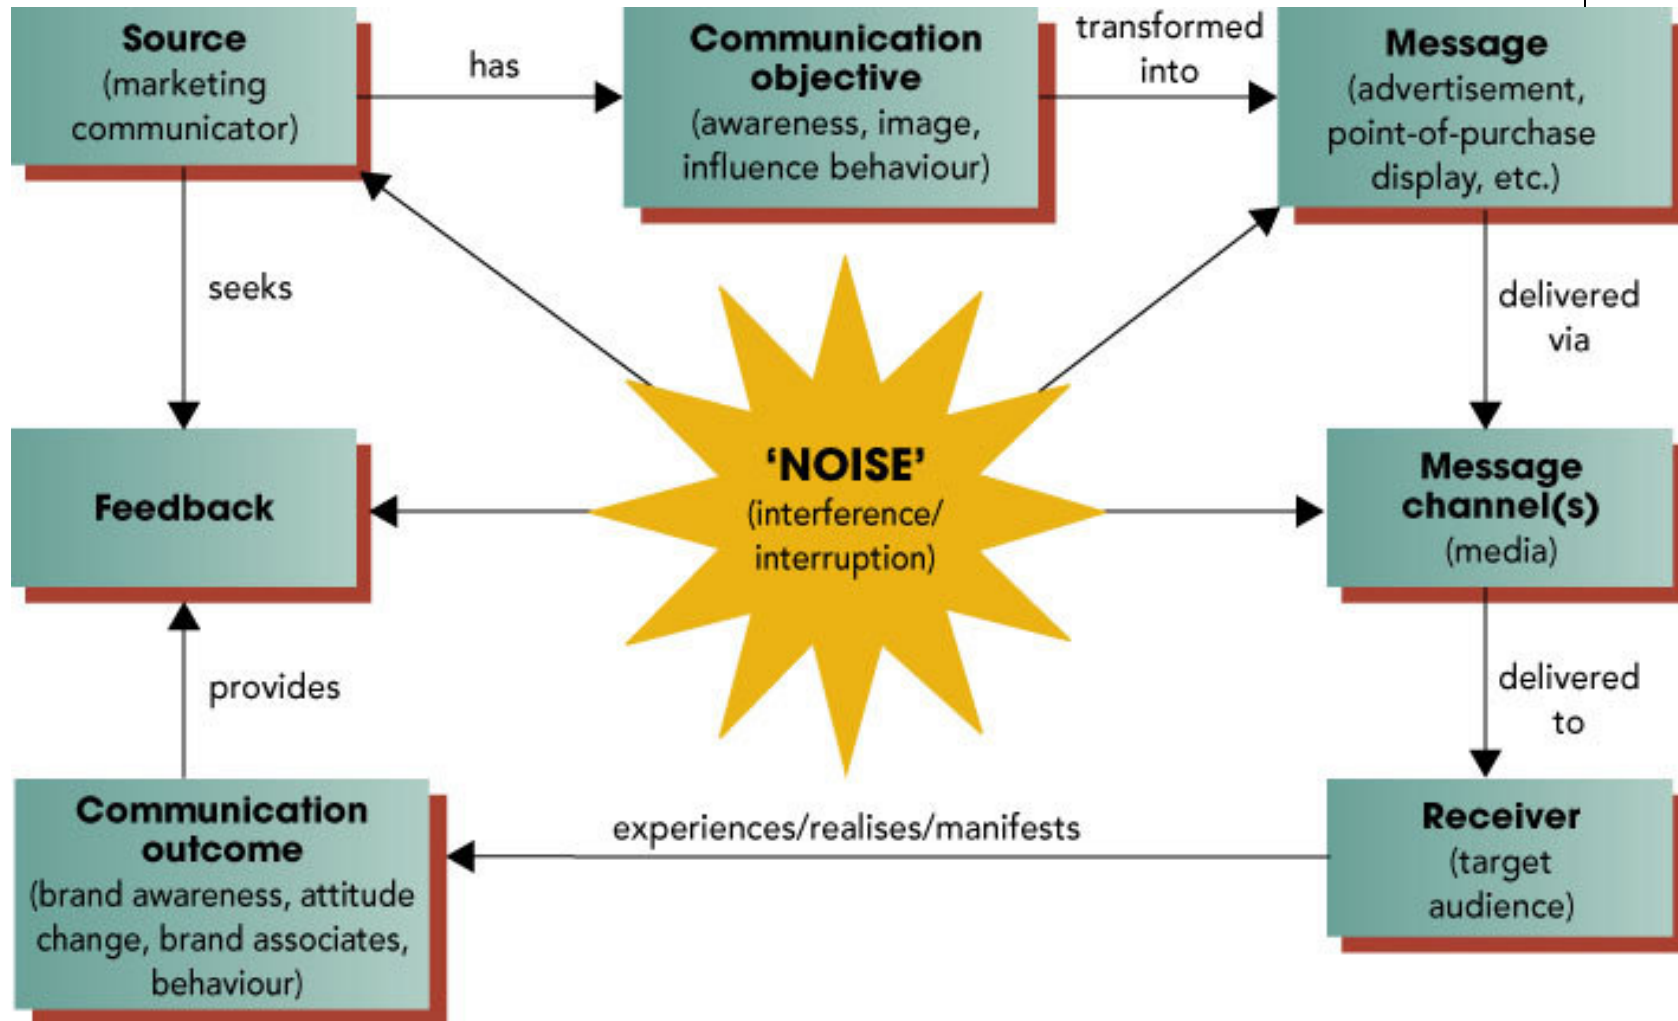 Source
(marketing
communicator)
has
Communication
objective
(awareness, image,
influence behaviour)
transformed
into
Message
(advertisement,
point-of-purchase
display, etc.)
seeks
delivered
via
Feedback
‘NOISE’
(interference/
interruption)
Message
channel(s)
(media)
provides
delivered
to
Communication
outcome
(brand awareness, attitude
change, brand associates,
behaviour)
experiences/realises/manifests
Receiver
(target
audience)